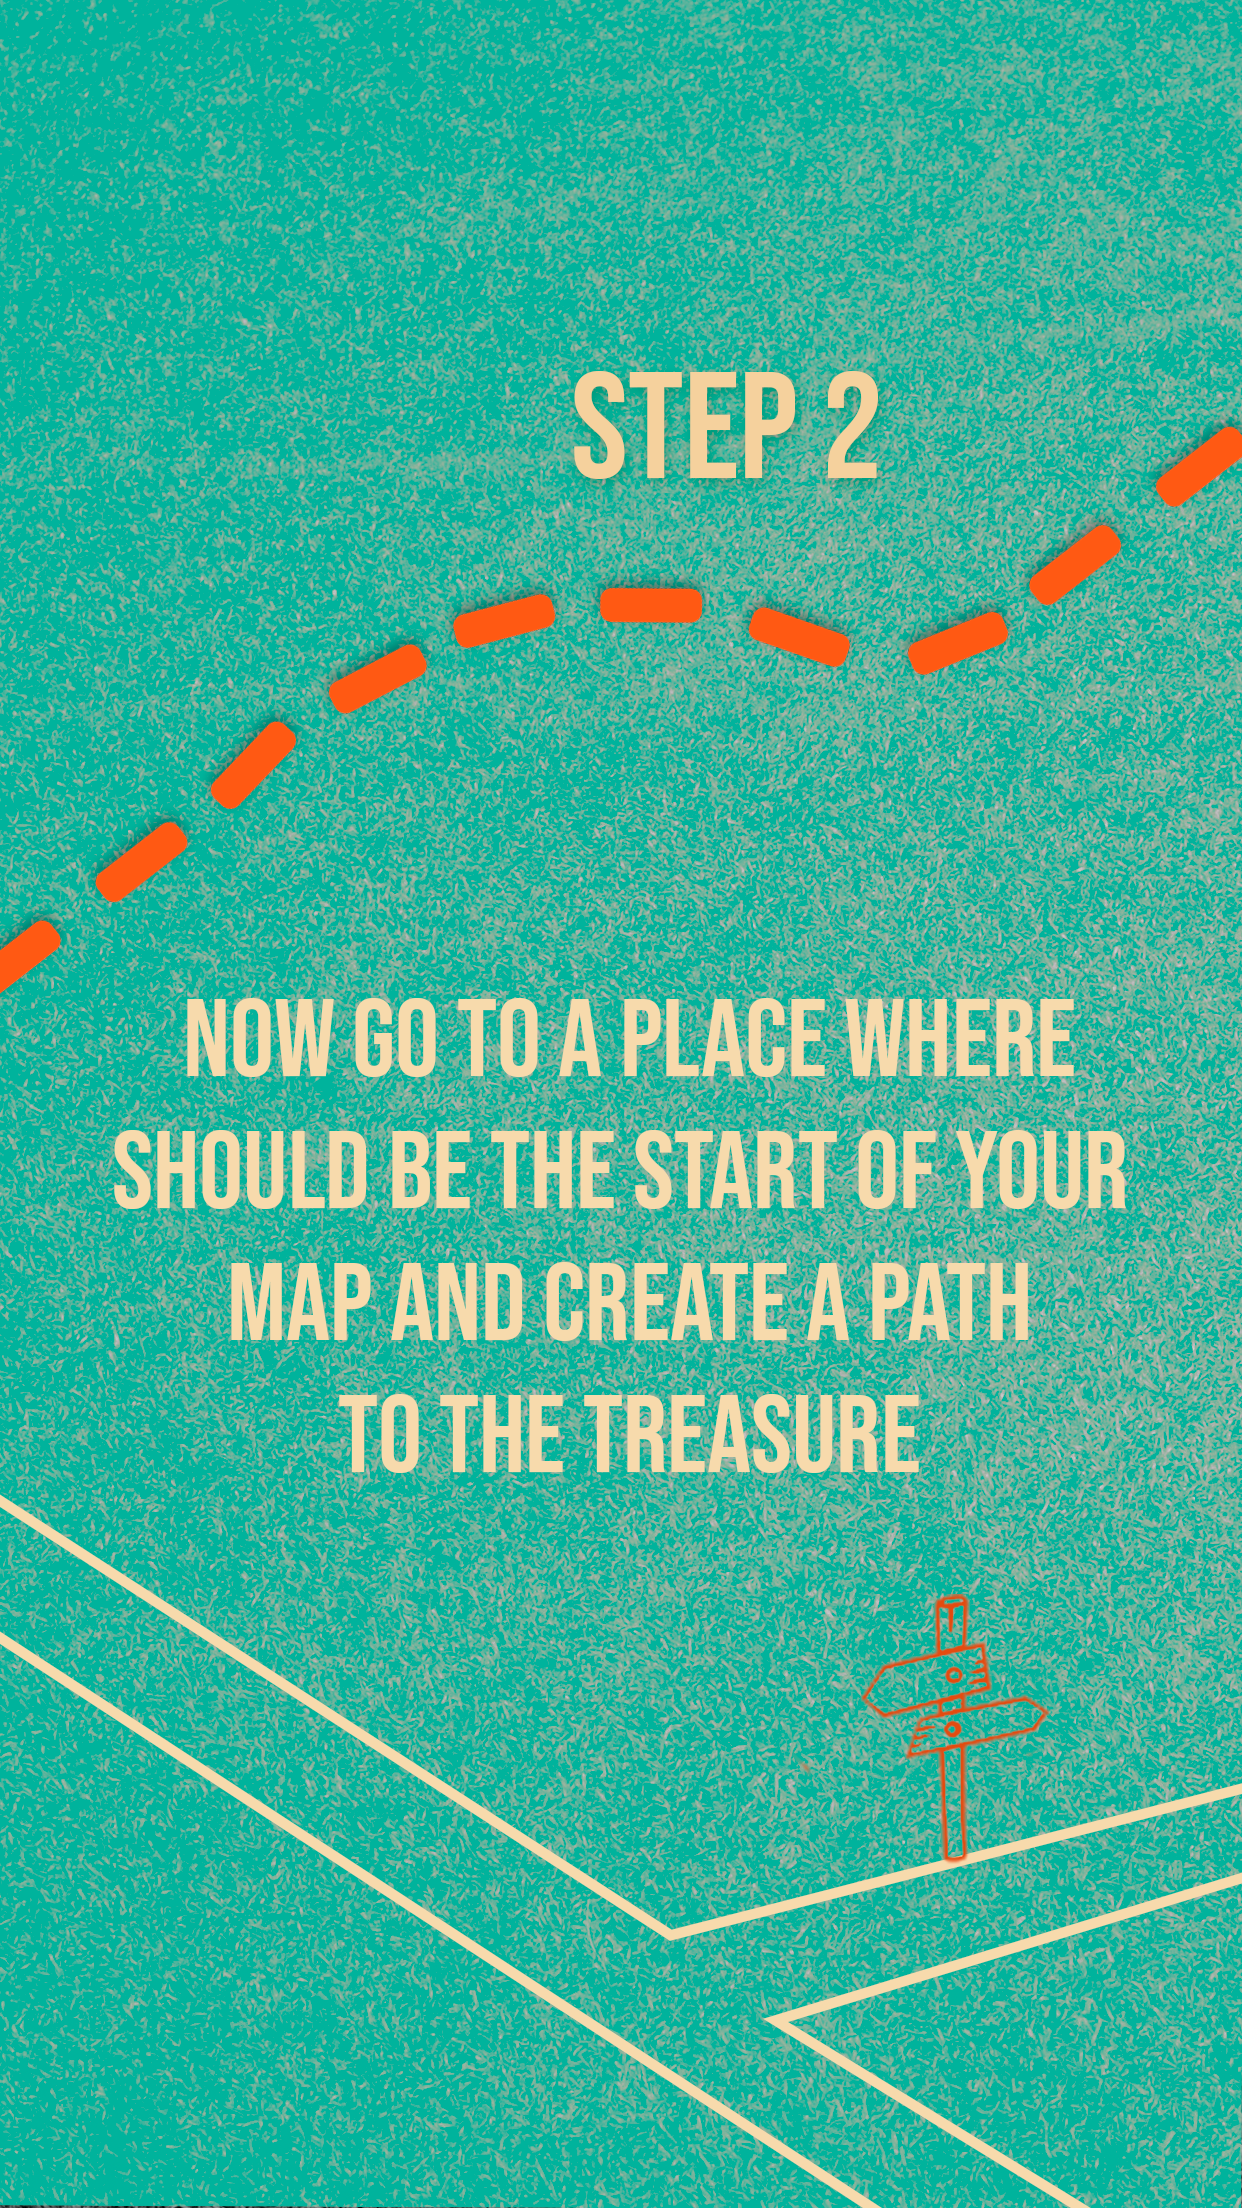 STEP 2
NOW GO TO A PLACE WHERE
SHOULD BE THE START OF YOUR
MAP AND CREATE A PATH
TO THE TREASURE